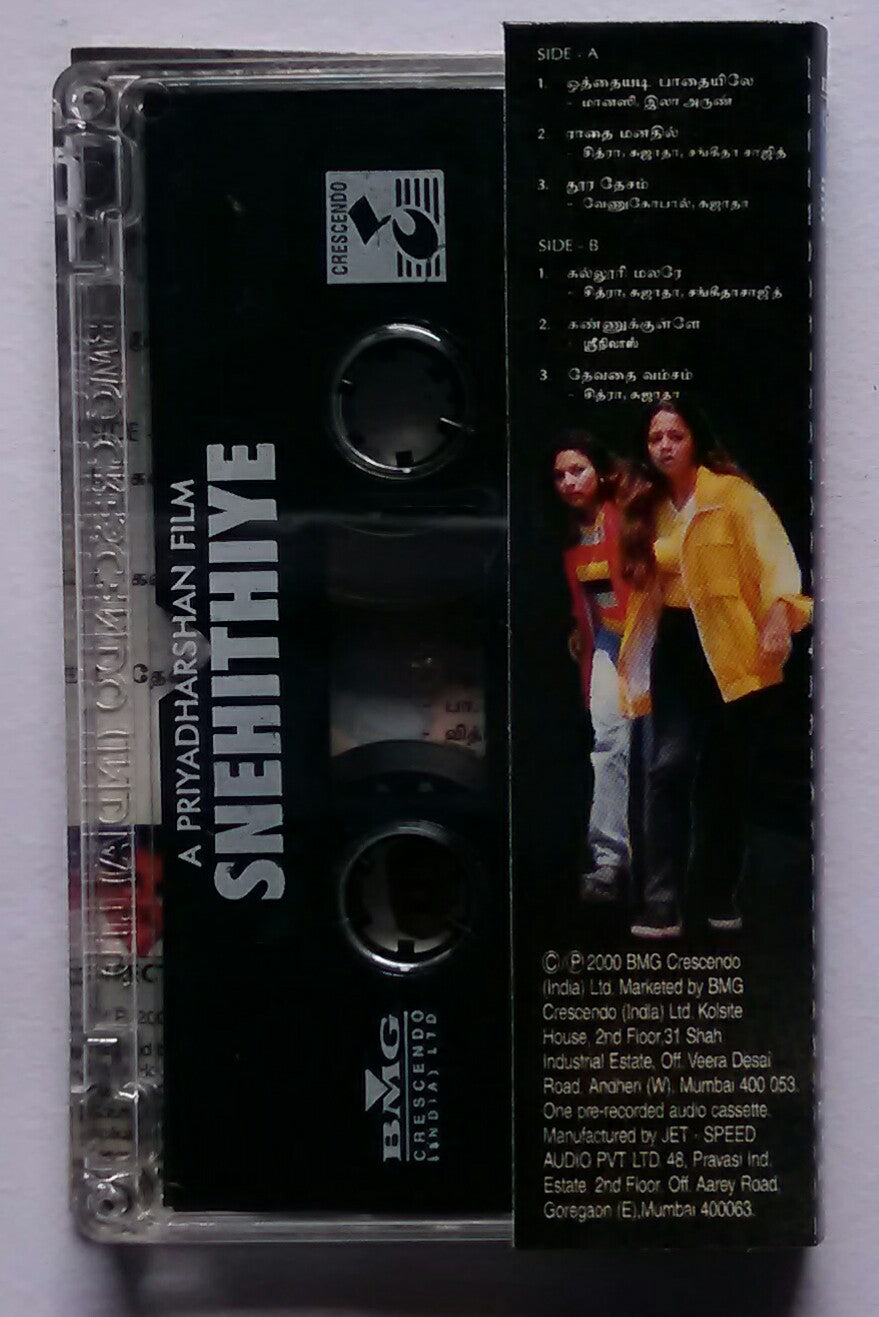 CRESCENDO
A PRIYADHARSHAN FILM
SNEHITHIYE
BMG
CRESCENDO
(INDIA) LTD
SIDE - A
1. ஒத்தையடி பாதையிலே
- மானஸி, இலா அருண்
2. ராதை மனதில்
- சித்ரா, சுஜாதா, சங்கீதா சாஜித்
3. தூர தேசம்
- வேணுகோபால், சுஜாதா
SIDE - B
1. கல்லூரி மலரே
- சித்ரா, சுஜாதா, சங்கீதாசாஜித்
2. கண்ணுக்குள்ளே
- ஸ்ரீநிவாஸ்
3. தேவதை வம்சம்
- சித்ரா, சுஜாதா
©℗ 2000 BMG Crescendo
(India) Ltd. Marketed by BMG
Crescendo (India) Ltd. Kolsite
House, 2nd Floor,31 Shah
Industrial Estate, Off. Veera Desai
Road, Andheri (W), Mumbai 400 053.
One pre-recorded audio cassette.
Manufactured by JET - SPEED
AUDIO PVT LTD. 48, Pravasi Ind.
Estate, 2nd Floor, Off. Aarey Road,
Goregaon (E),Mumbai 400063.